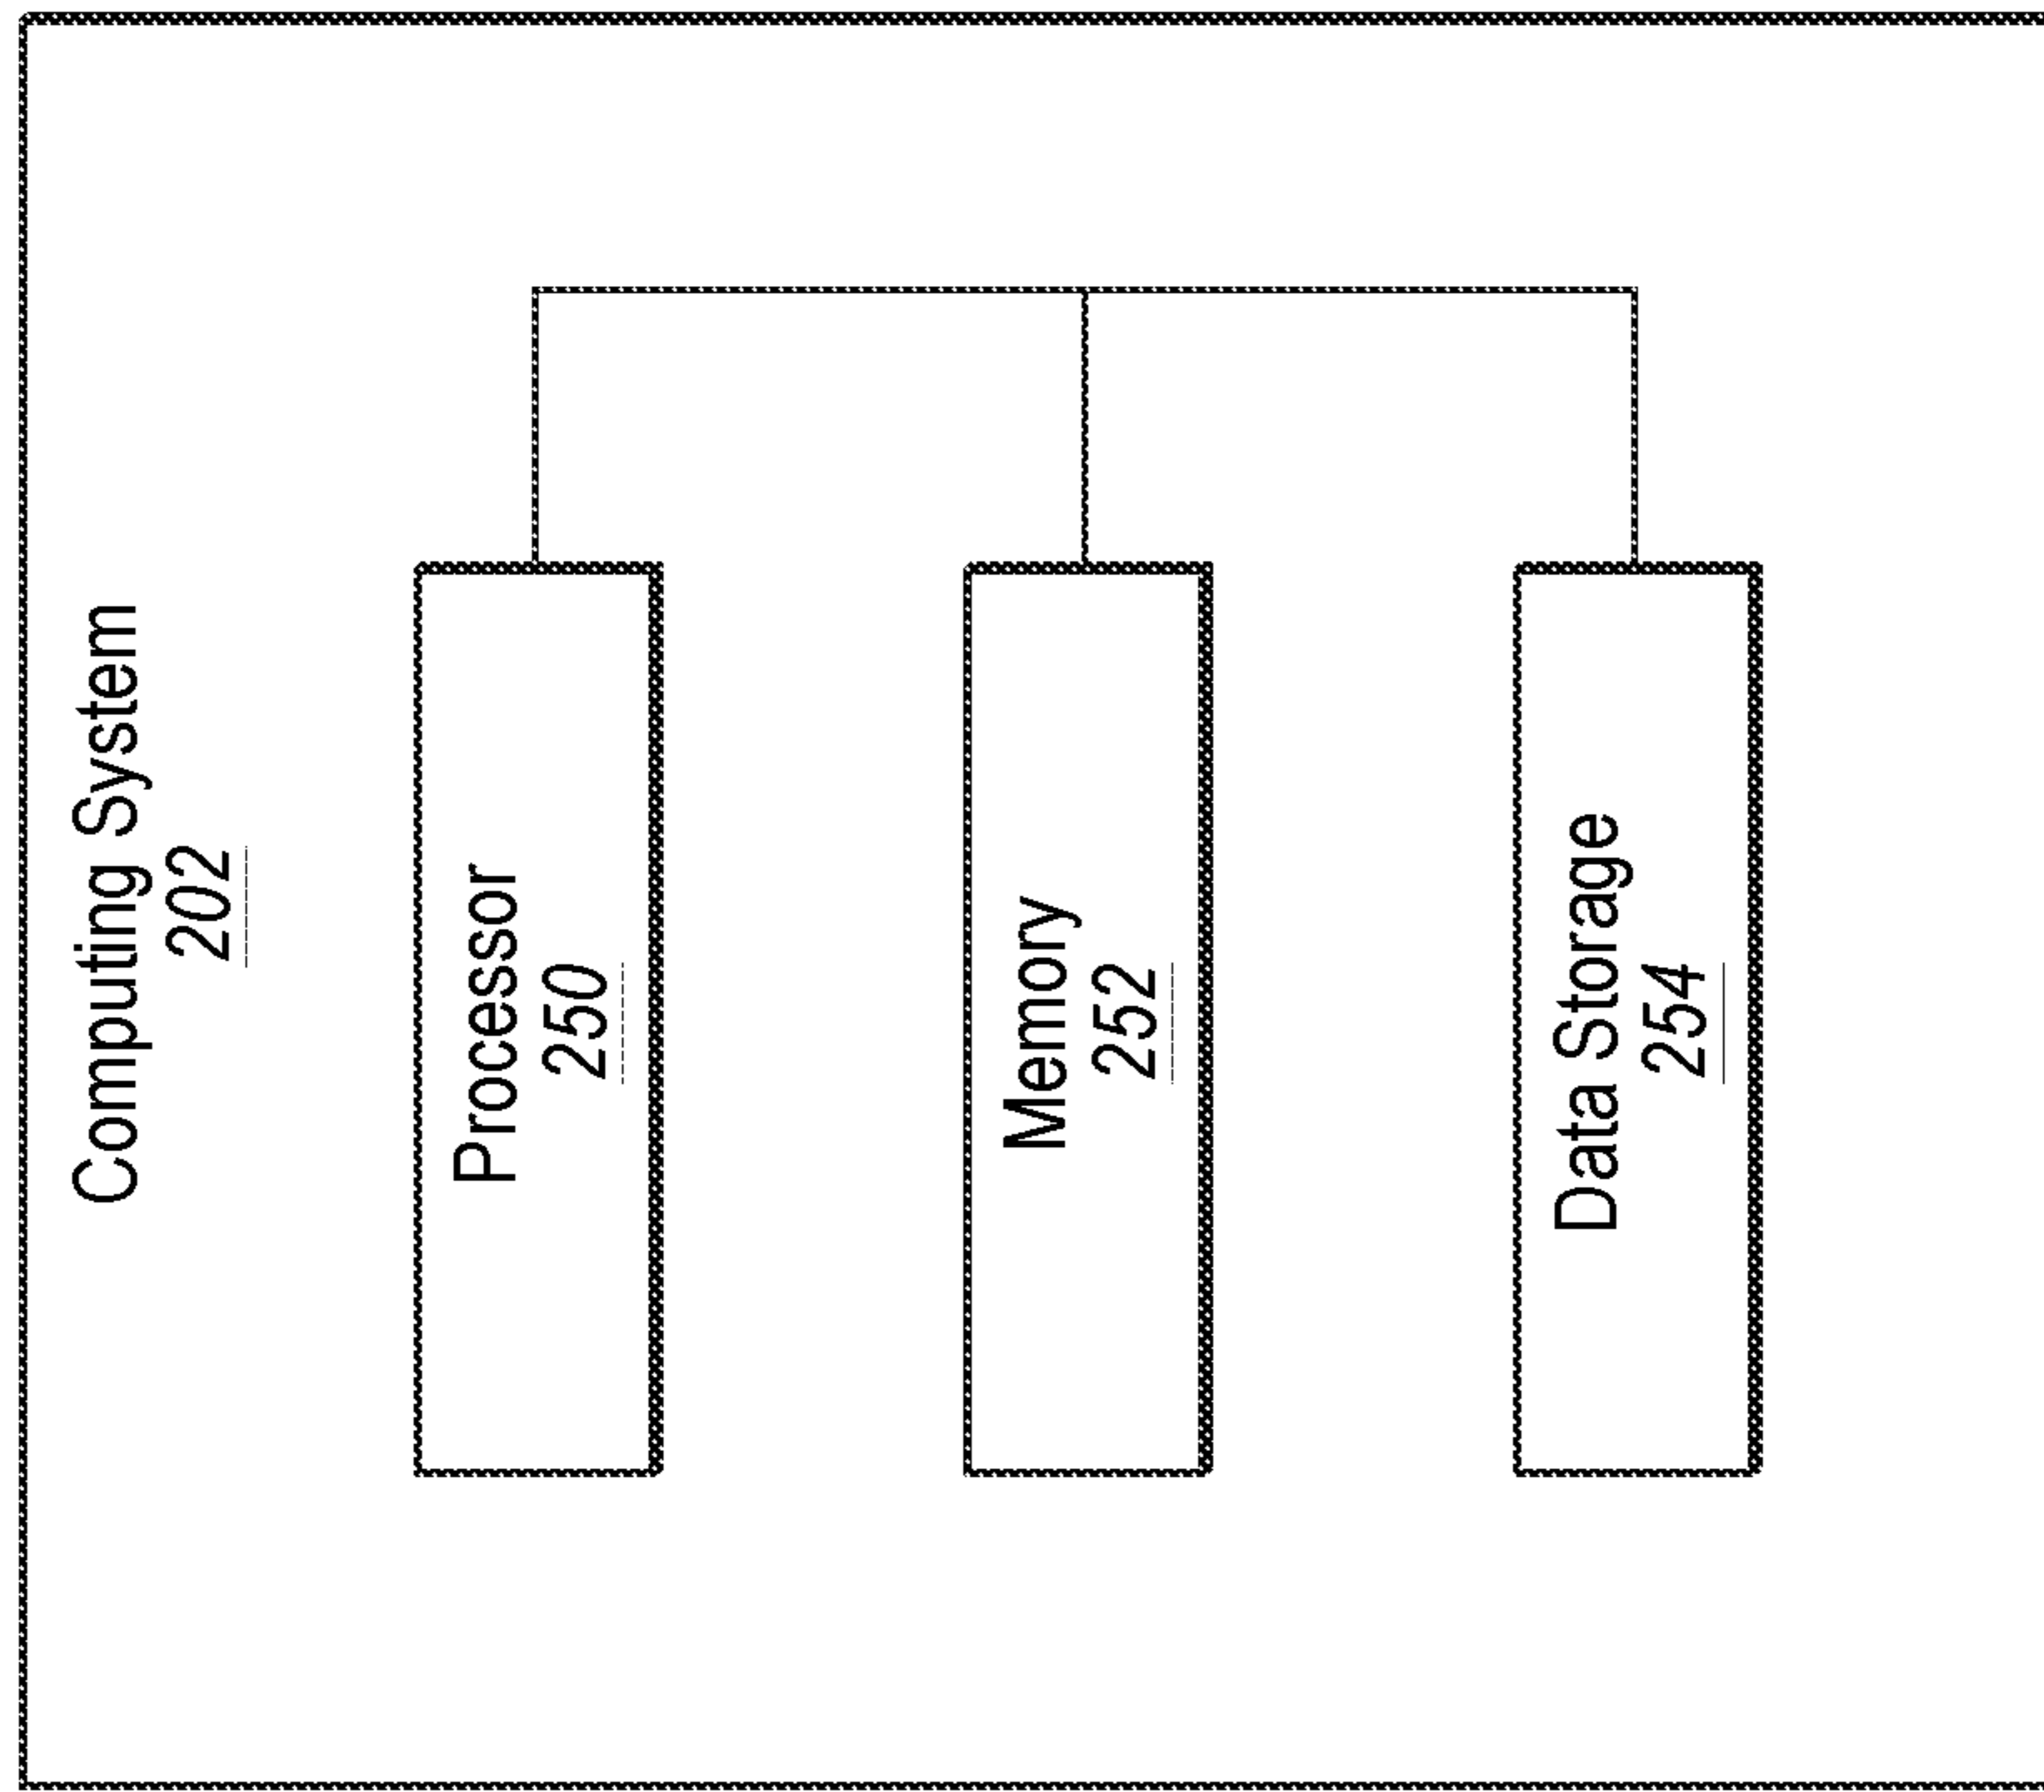 Computing System
202
Processor
250
Memory
252
Data Storage
254